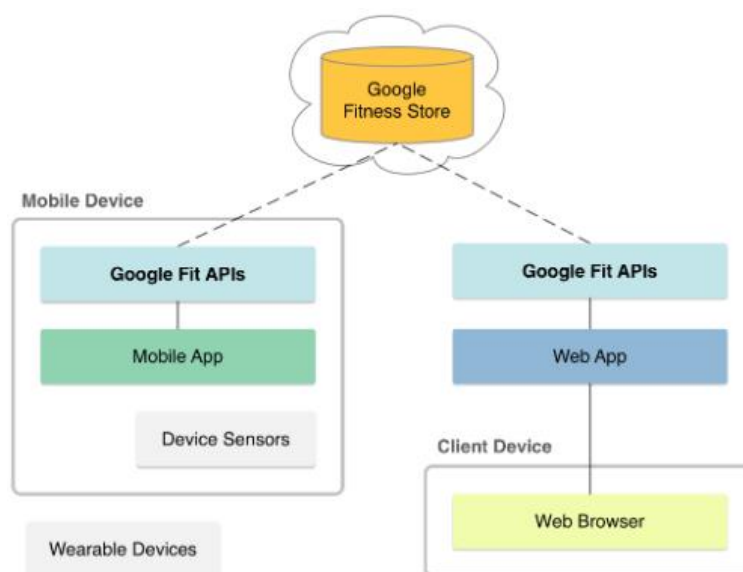 Google
Fitness Store
Mobile Device
Google Fit APIs
Google Fit APIs
Mobile App
Web App
Device Sensors
Client Device
Web Browser
Wearable Devices